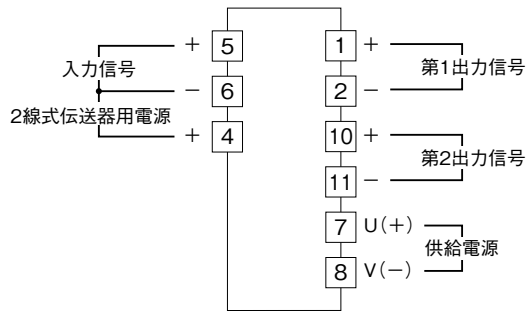 + 5
入力信号
− 6
2線式伝送器用電源
+ 4
1 +
第1出力信号
2 −
10 +
第2出力信号
11 −
7 U(+)
供給電源
8 V(−)